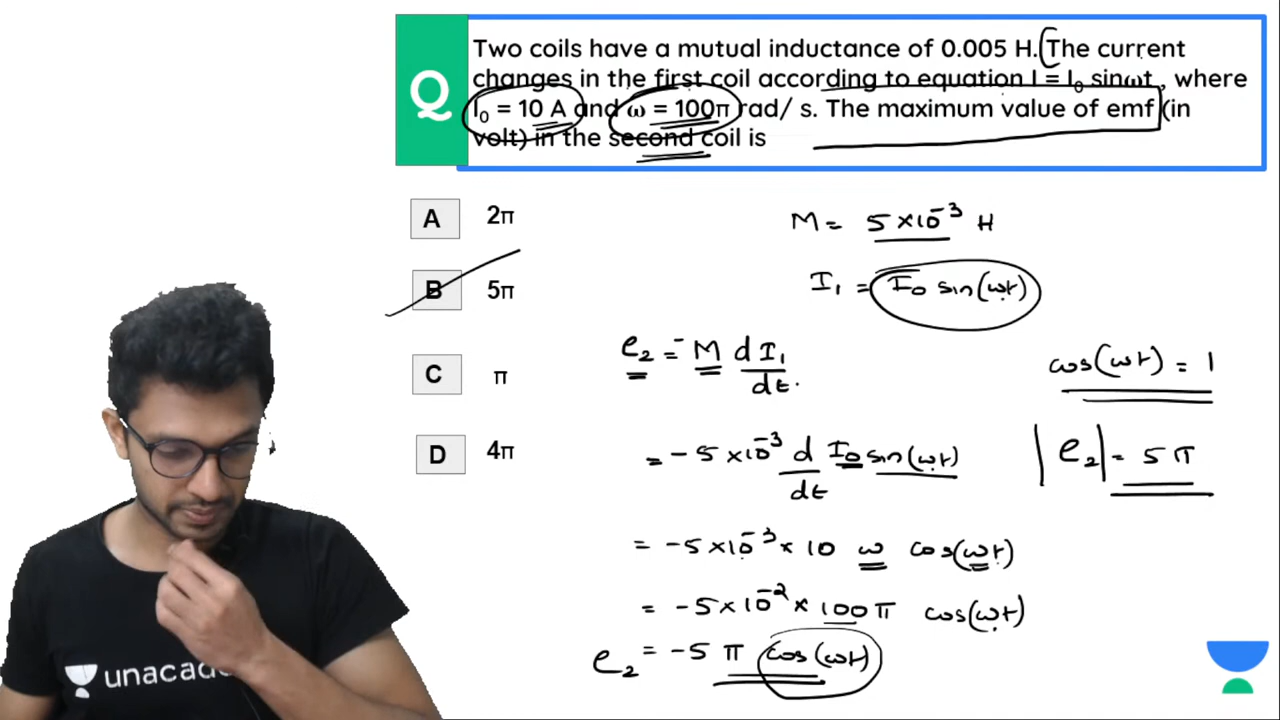 Q
Two coils have a mutual inductance of 0.005 H. The current
changes in the first coil according to equation I = I₀ sinωt , where
I₀ = 10 A and ω = 100π rad/ s. The maximum value of emf (in
volt) in the second coil is
A 2π
B 5π
C π
D 4π
M = 5×10⁻³ H
I₁ = I₀ sin(ωt)
e₂ = -M dI₁/dt
cos(ωt) = 1
= -5×10⁻³ d/dt I₀ sin(ωt)
|e₂| = 5π
= -5×10⁻³ × 10 ω cos(ωt)
= -5×10⁻² × 100π cos(ωt)
e₂ = -5π cos(ωt)
unacad